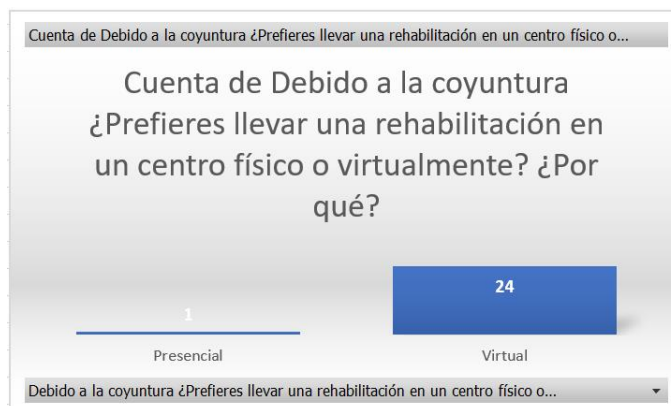 Cuenta de Debido a la coyuntura ¿Prefieres llevar una rehabilitación en un centro físico o...
Cuenta de Debido a la coyuntura
¿Prefieres llevar una rehabilitación en
un centro físico o virtualmente? ¿Por
qué?
24
1
Presencial
Virtual
Debido a la coyuntura ¿Prefieres llevar una rehabilitación en un centro físico o...